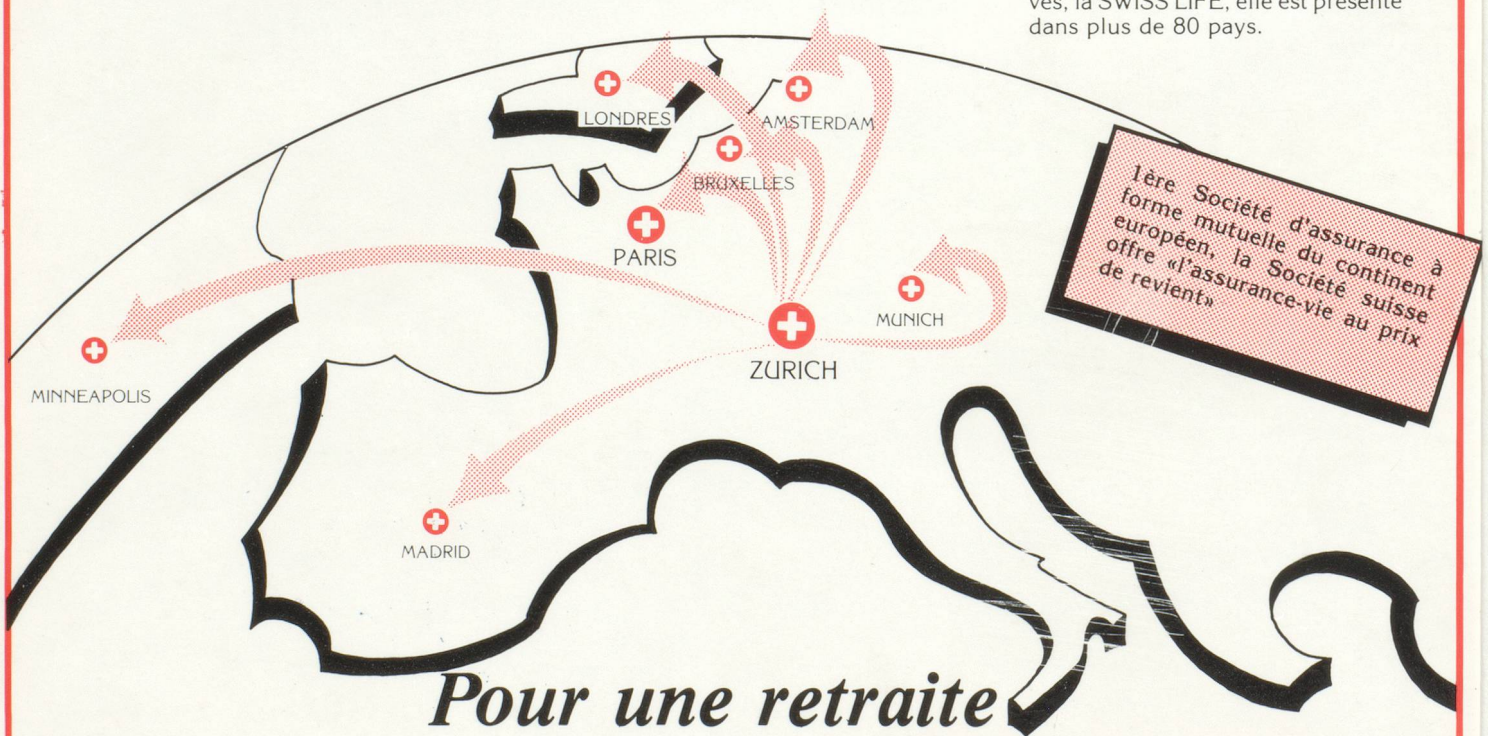 ves, la SWISS LIFE, elle est présente
dans plus de 80 pays.
LONDRES
AMSTERDAM
BRUXELLES
PARIS
MUNICH
ZURICH
MINNEAPOLIS
MADRID
1ère Société d'assurance à
forme mutuelle du continent
européen, la Société suisse
offre «l'assurance-vie au prix
de revient»
Pour une retraite